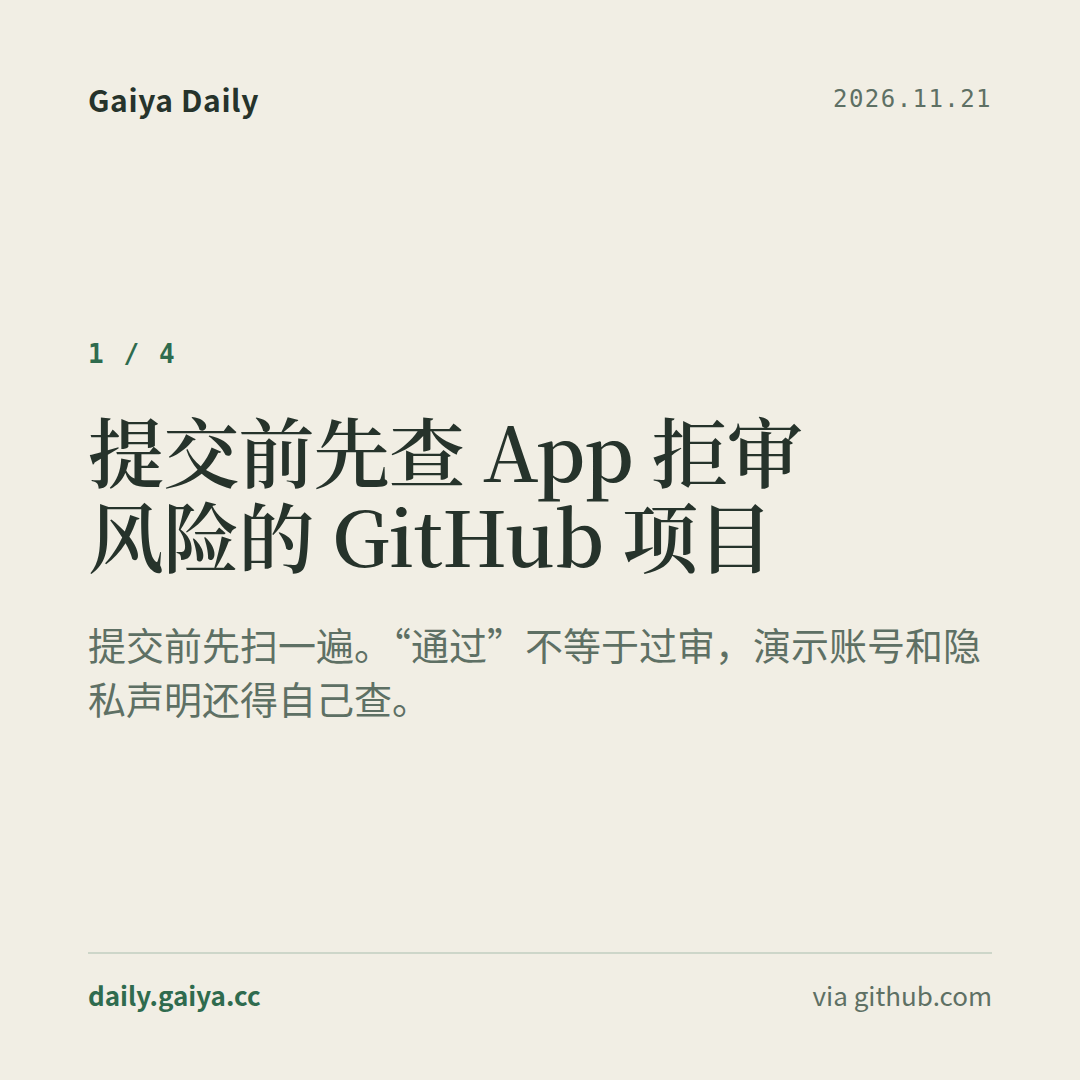 Gaiya Daily
2026.11.21
1 / 4
提交前先查 App 拒审
风险的 GitHub 项目
提交前先扫一遍。“通过”不等于过审，演示账号和隐
私声明还得自己查。
daily.gaiya.cc
via github.com